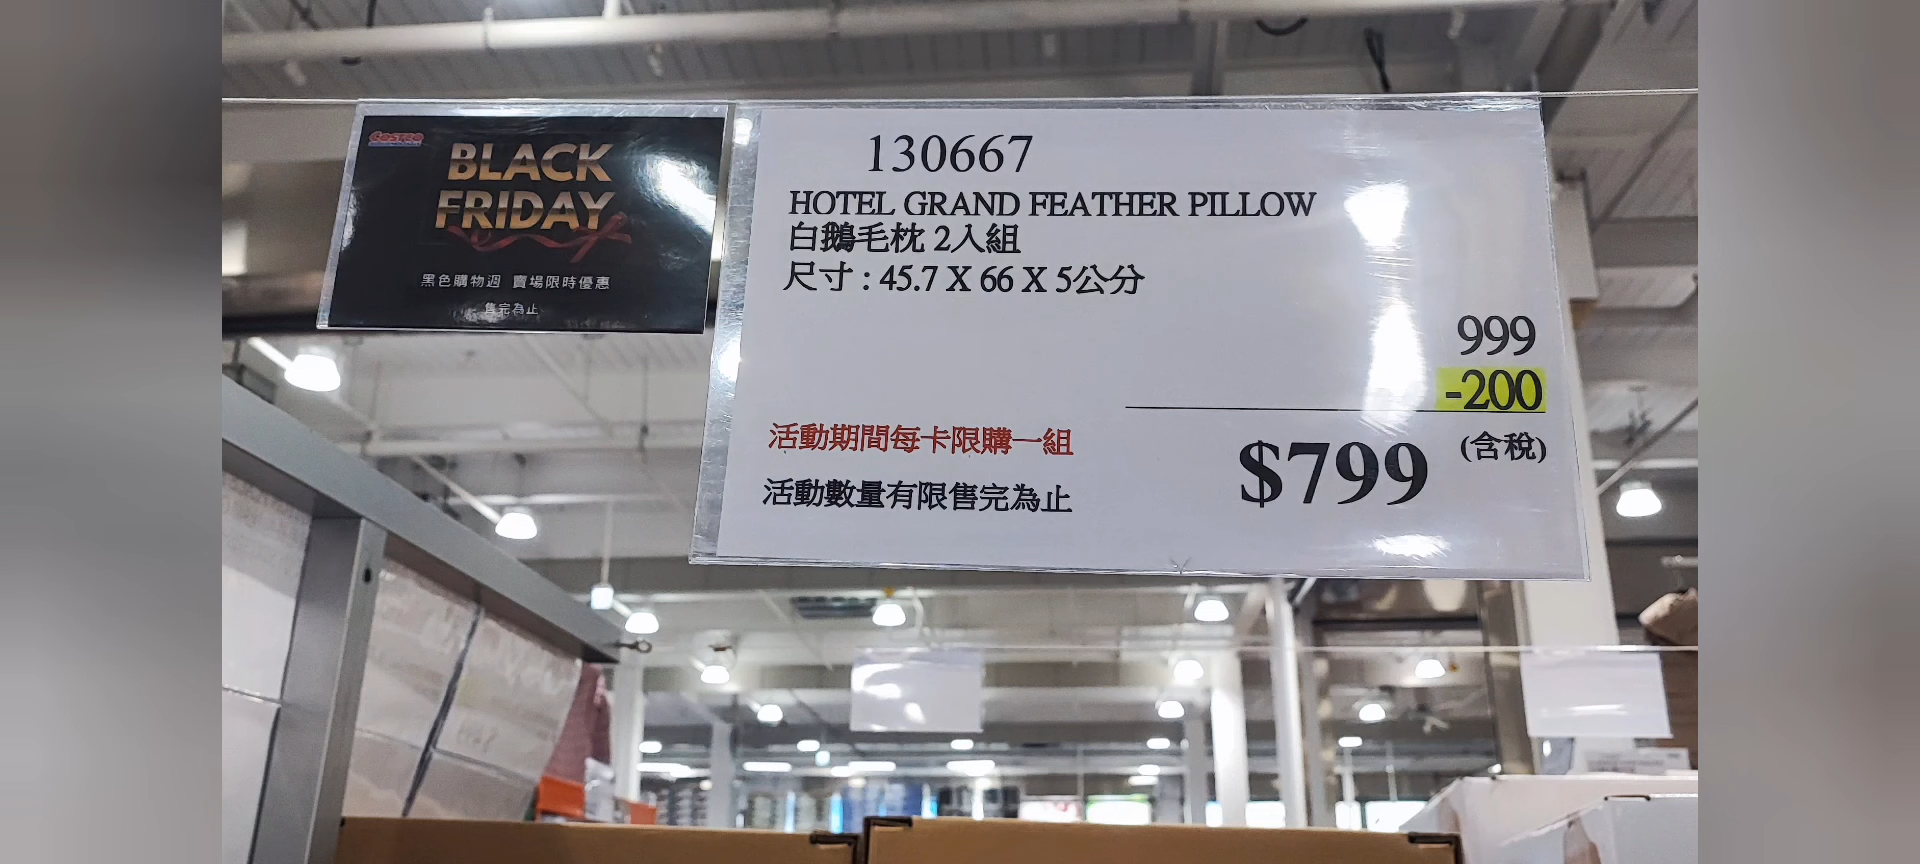 COSTCO
BLACK
FRIDAY
黑色購物週 賣場限時優惠
售完為止
130667
HOTEL GRAND FEATHER PILLOW
白鵝毛枕 2入組
尺寸 : 45.7 X 66 X 5公分
999
-200
活動期間每卡限購一組
$799 (含稅)
活動數量有限售完為止